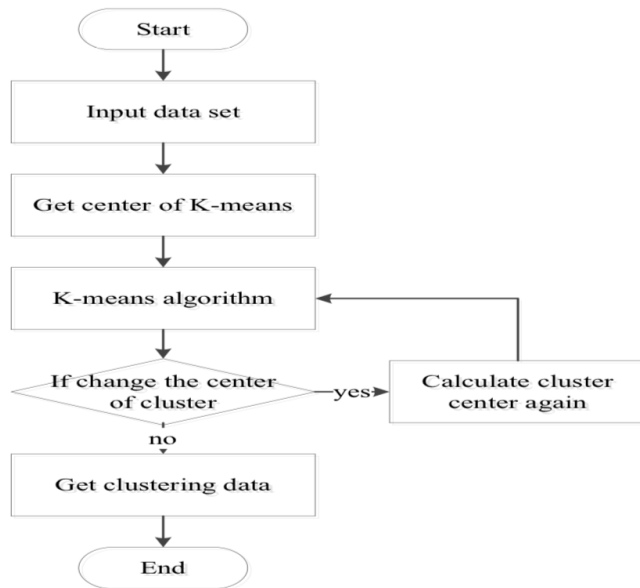 Start
Input data set
Get center of K-means
K-means algorithm
If change the center
of cluster
yes
Calculate cluster
center again
no
Get clustering data
End